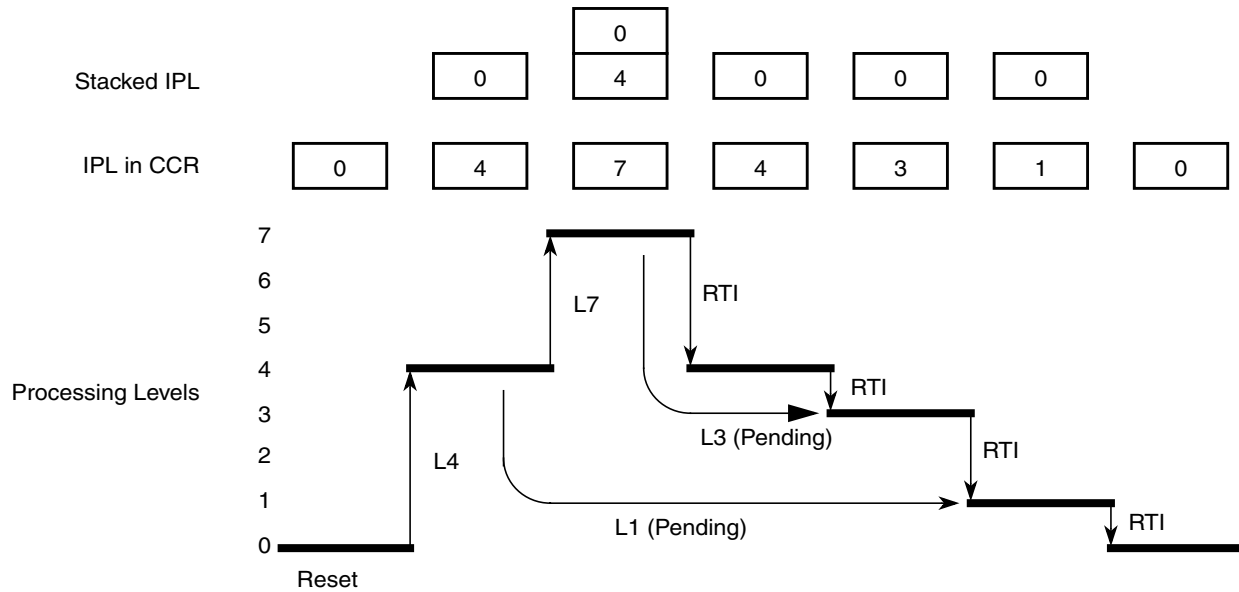 0
Stacked IPL 0 4 0 0 0
IPL in CCR 0 4 7 4 3 1 0
7
6
L7 RTI
5
4
Processing Levels RTI
3
L3 (Pending)
2
L4 RTI
1
L1 (Pending) RTI
0
Reset